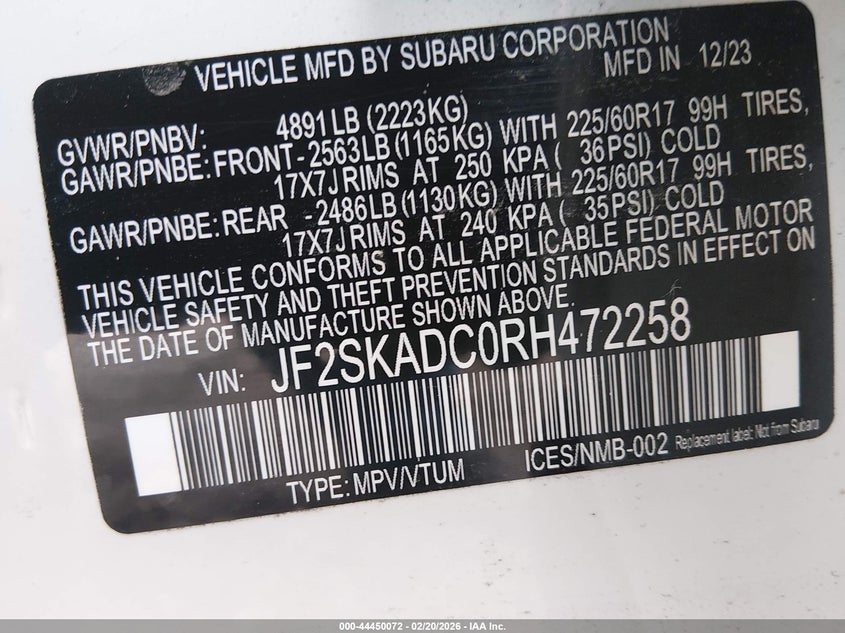 VEHICLE MFD BY SUBARU CORPORATION
MFD IN 12/23
GVWR/PNBV: 4891LB (2223KG)
GAWR/PNBE: FRONT-2563LB (1165KG) WITH 225/60R17 99H TIRES,
17X7J RIMS AT 250 KPA ( 36PSI) COLD
GAWR/PNBE: REAR -2486LB (1130KG) WITH 225/60R17 99H TIRES,
17X7J RIMS AT 240 KPA ( 35PSI) COLD
THIS VEHICLE CONFORMS TO ALL APPLICABLE FEDERAL MOTOR
VEHICLE SAFETY AND THEFT PREVENTION STANDARDS IN EFFECT ON
THE DATE OF MANUFACTURE SHOWN ABOVE.
VIN: JF2SKADC0RH472258
TYPE: MPV/VTUM ICES/NMB-002 Replacement label: Not from Subaru
000-44450072 — 02/20/2026 — IAA Inc.